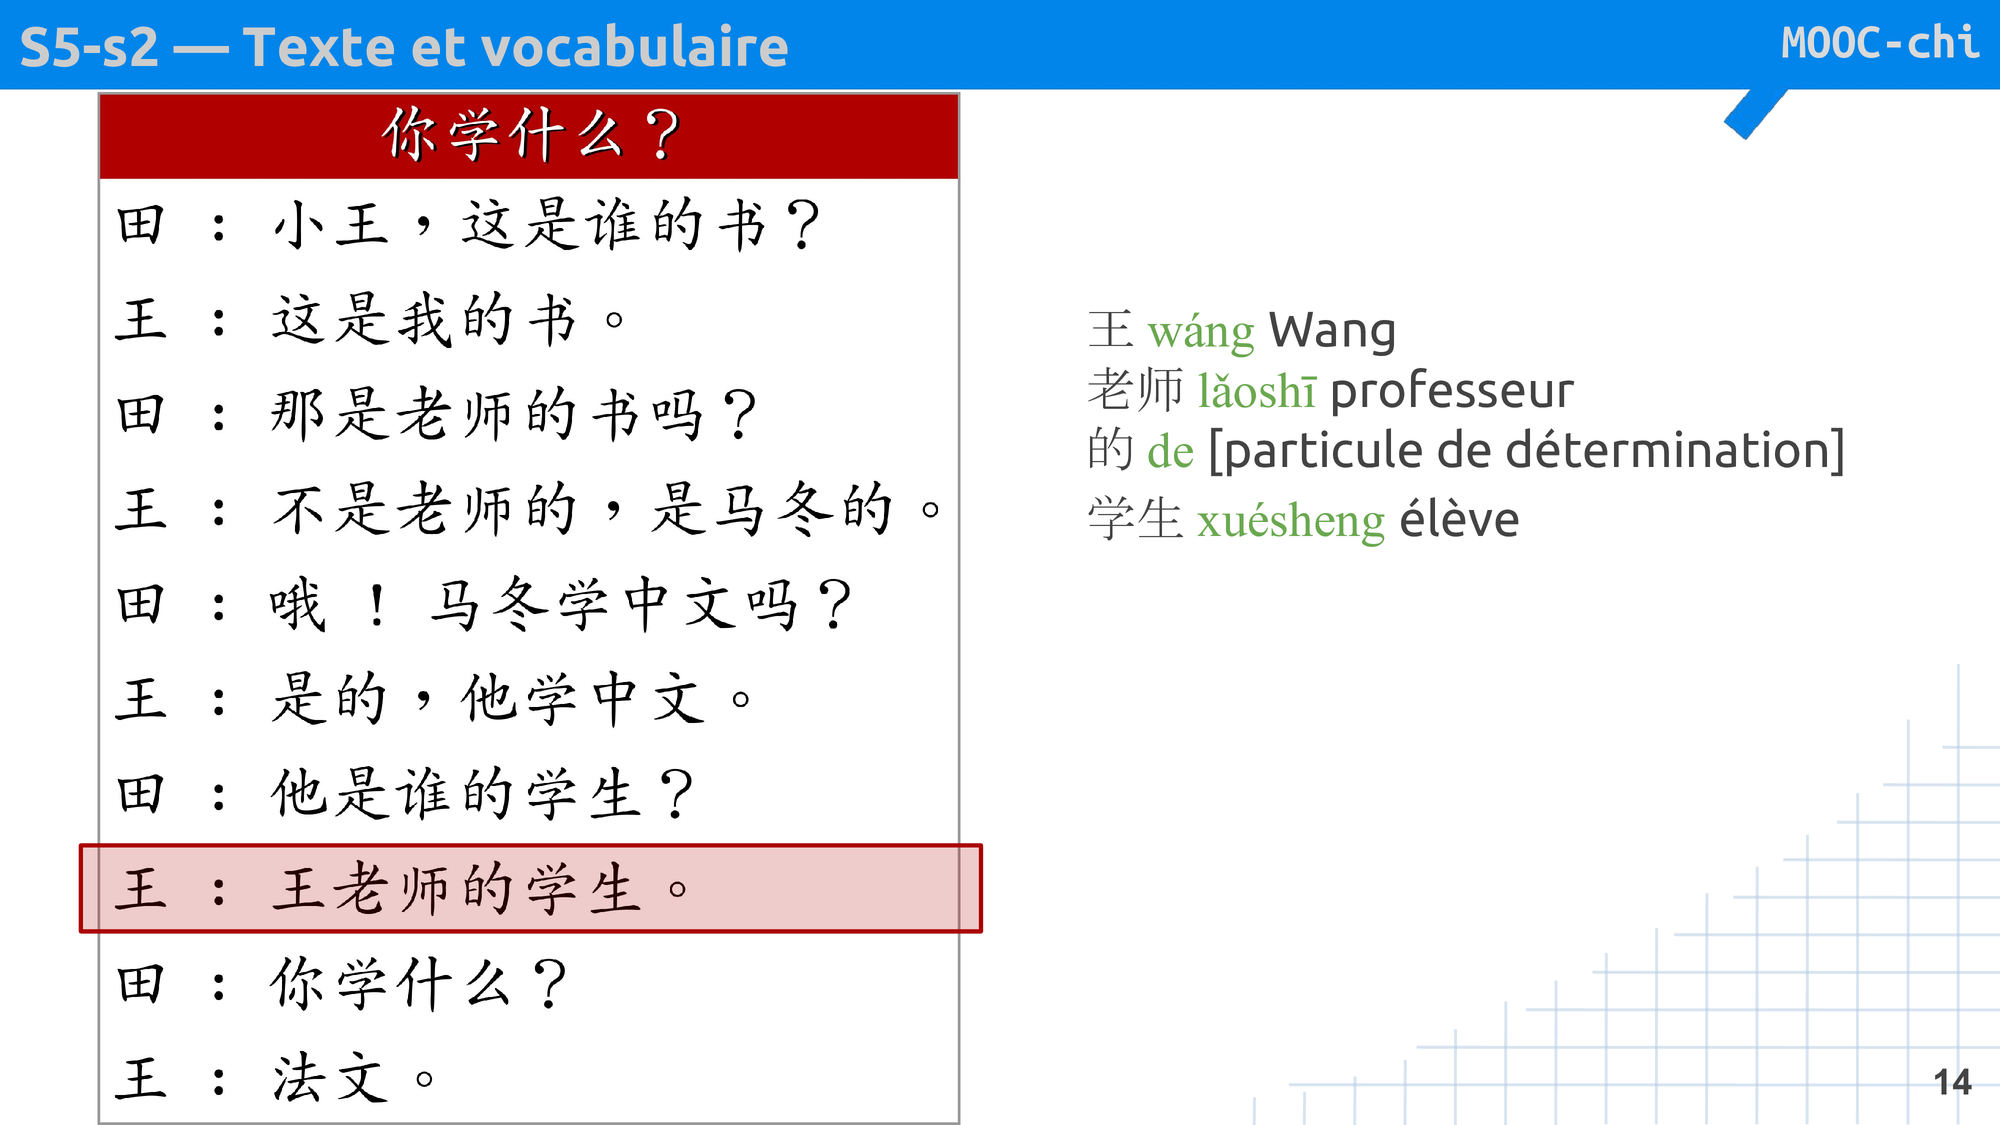 S5-s2 — Texte et vocabulaire
MOOC-chi
你学什么？
田 : 小王，这是谁的书？
王 : 这是我的书。
田 : 那是老师的书吗？
王 : 不是老师的，是马冬的。
田 : 哦 ! 马冬学中文吗？
王 : 是的，他学中文。
田 : 他是谁的学生？
王 : 王老师的学生。
田 : 你学什么？
王 : 法文。
王 wáng Wang
老师 lǎoshī professeur
的 de [particule de détermination]
学生 xuésheng élève
14